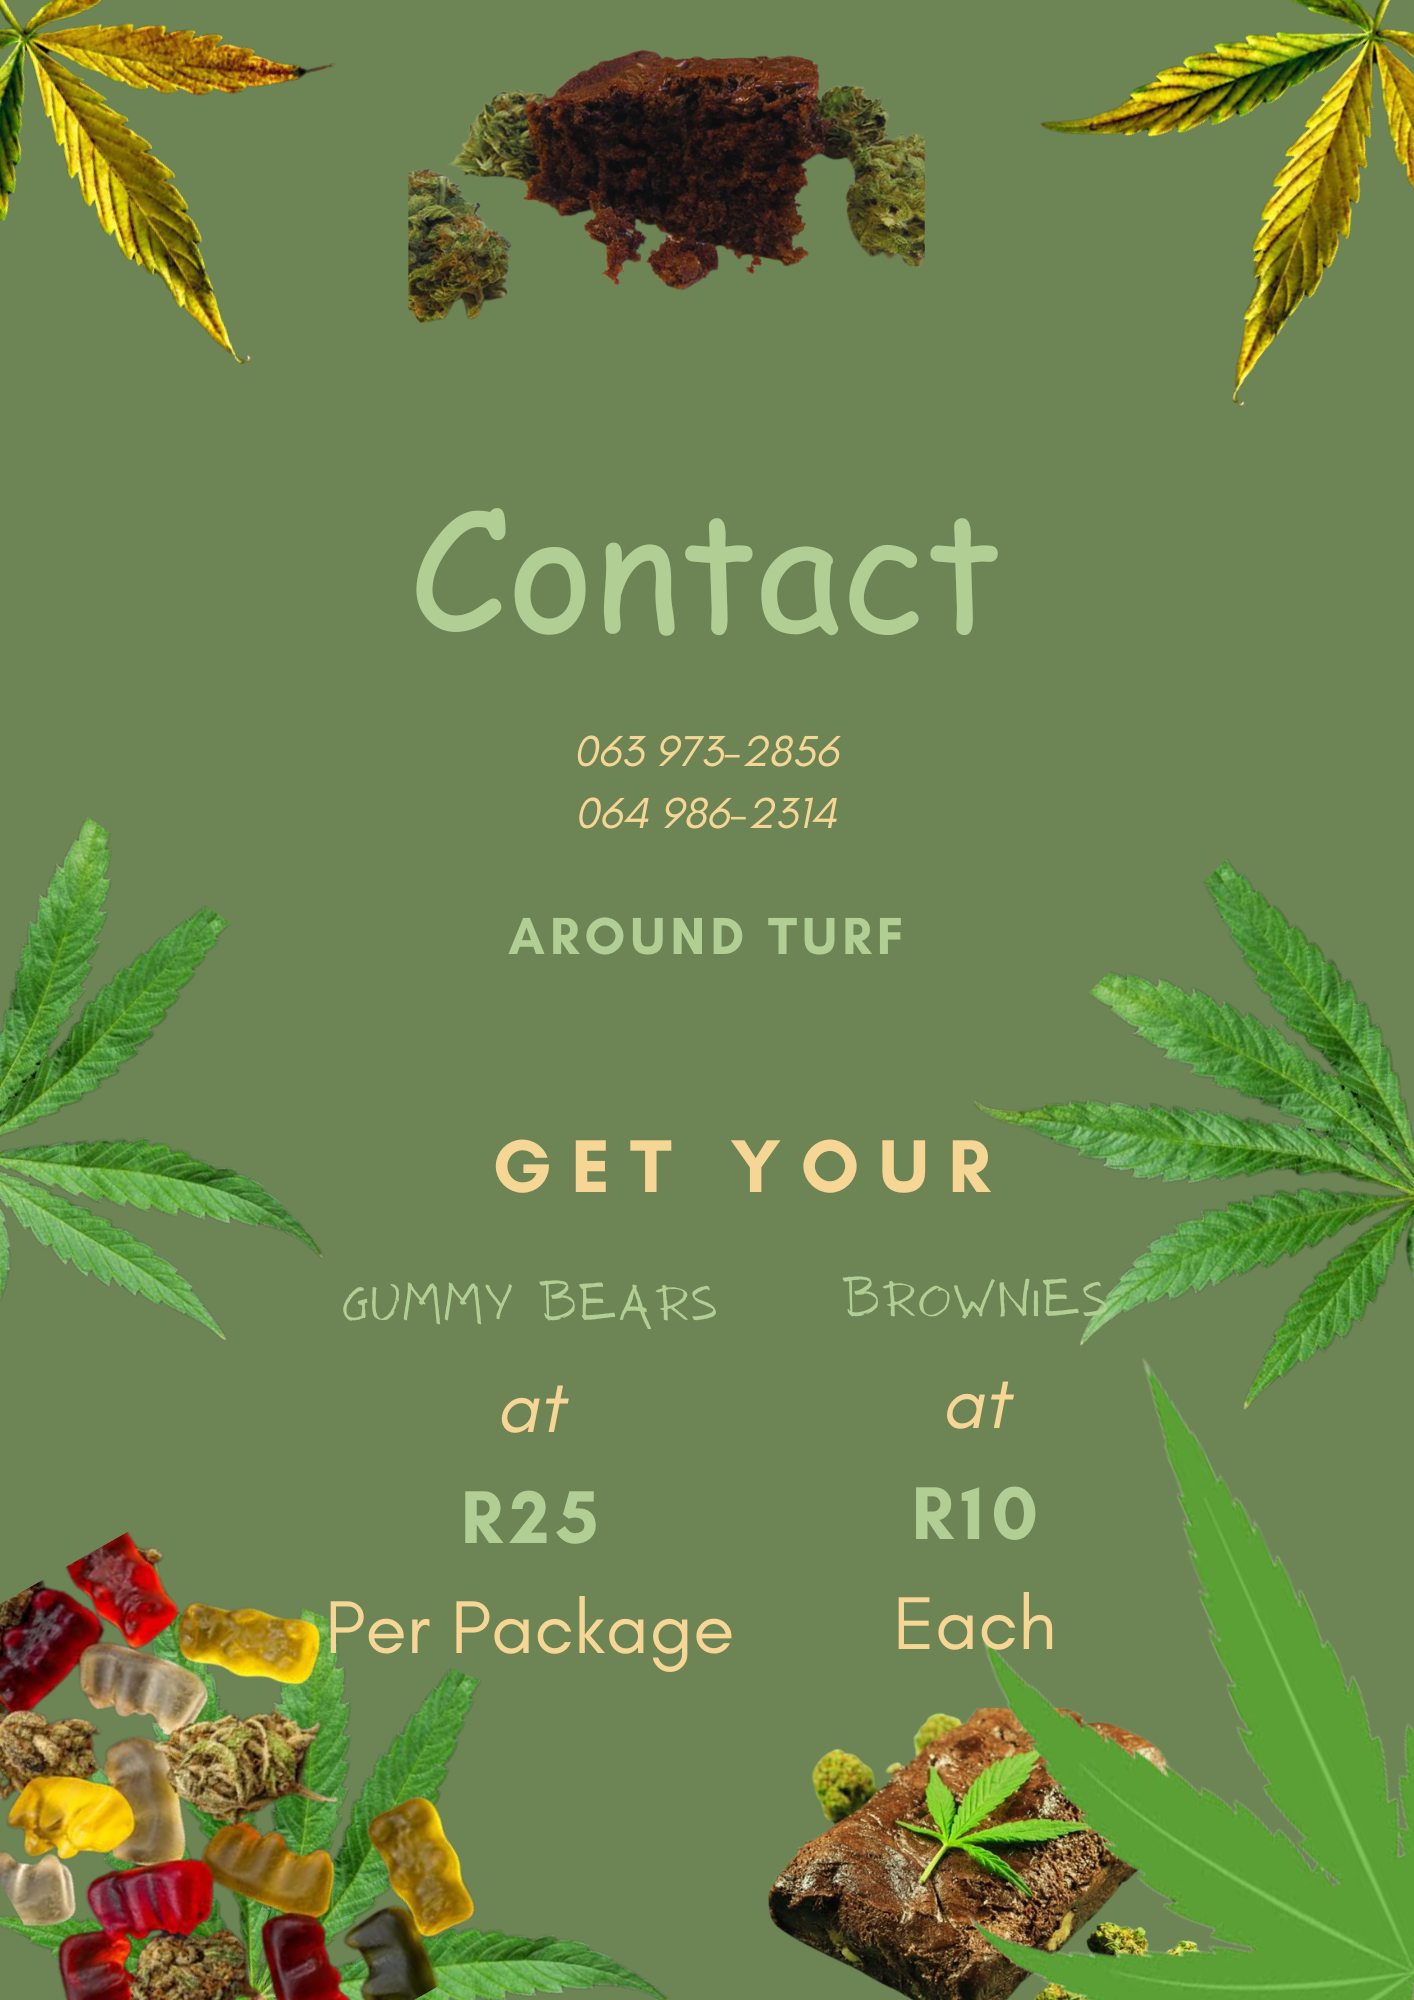 Contact
063 973-2856
064 986-2314
AROUND TURF
GET YOUR
GUMMY BEARS
at
R25
Per Package
BROWNIES
at
R10
Each